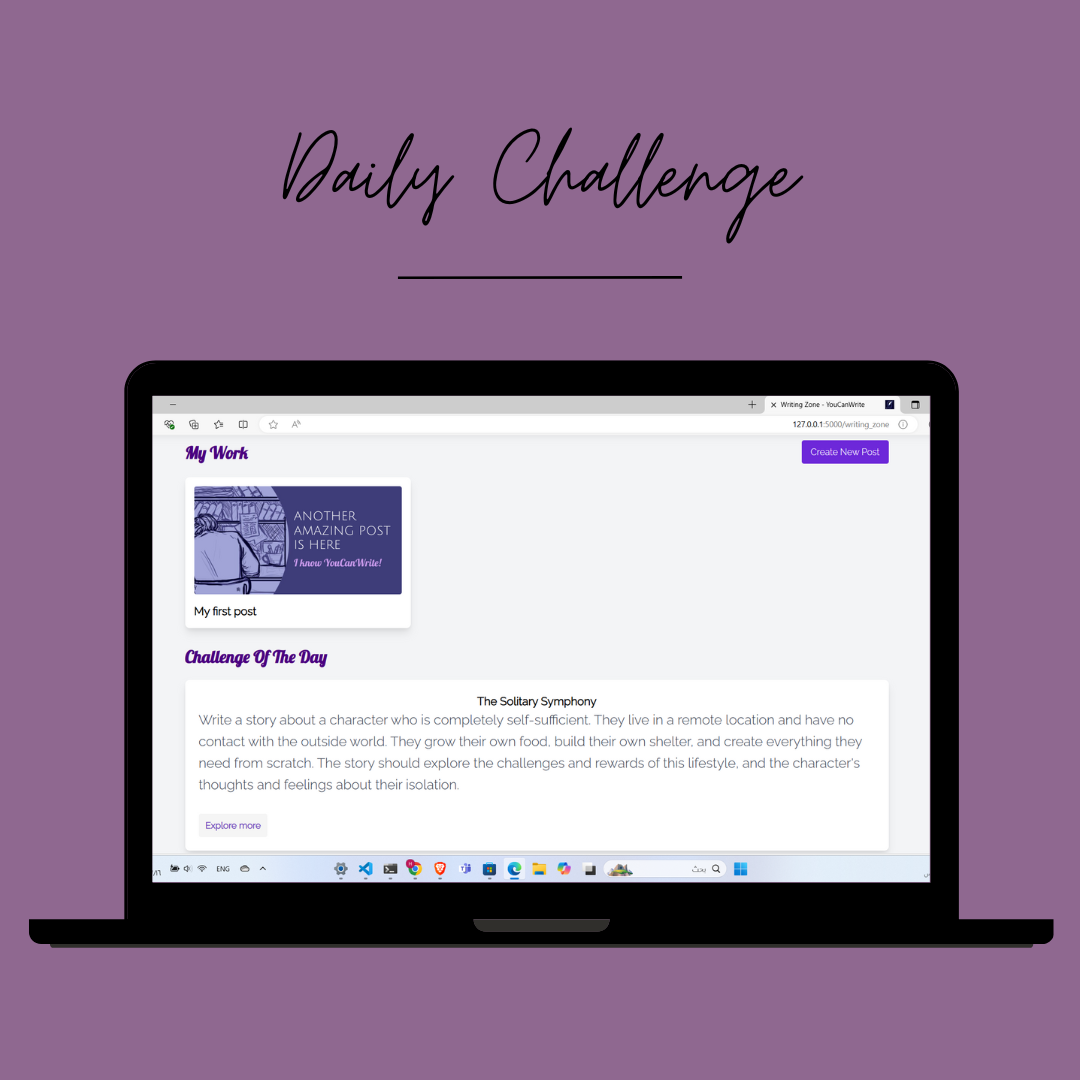 Daily Challenge
Writing Zone - YouCanWrite
127.0.0.1:5000/writing_zone
My Work
Create New Post
ANOTHER
AMAZING POST
IS HERE
I know YouCanWrite!
My first post
Challenge Of The Day
The Solitary Symphony
Write a story about a character who is completely self-sufficient. They live in a remote location and have no
contact with the outside world. They grow their own food, build their own shelter, and create everything they
need from scratch. The story should explore the challenges and rewards of this lifestyle, and the character's
thoughts and feelings about their isolation.
Explore more
ENG
بحث